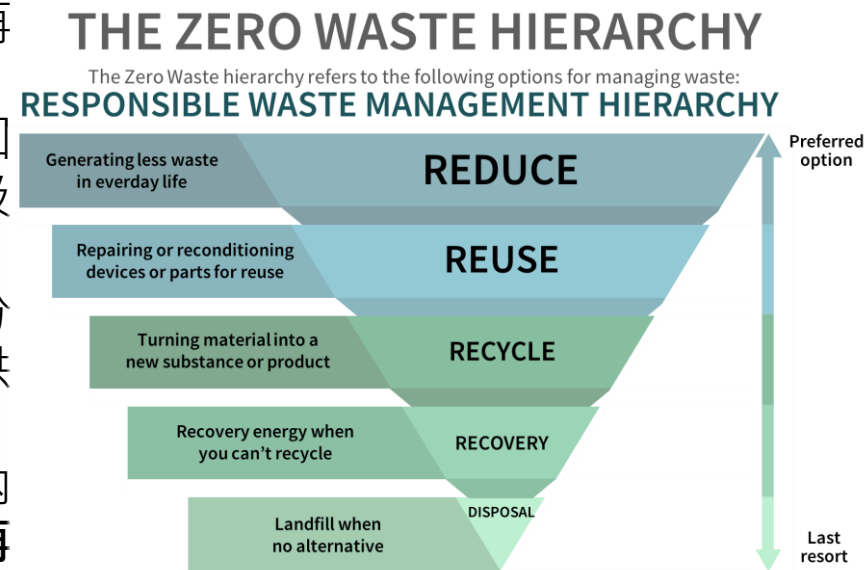 THE ZERO WASTE HIERARCHY
The Zero Waste hierarchy refers to the following options for managing waste:
RESPONSIBLE WASTE MANAGEMENT HIERARCHY
Preferred
option
Generating less waste
in everday life
REDUCE
Repairing or reconditioning
devices or parts for reuse
REUSE
Turning material into a
new substance or product
RECYCLE
Recovery energy when
you can't recycle
RECOVERY
DISPOSAL
Landfill when
no alternative
Last
resort